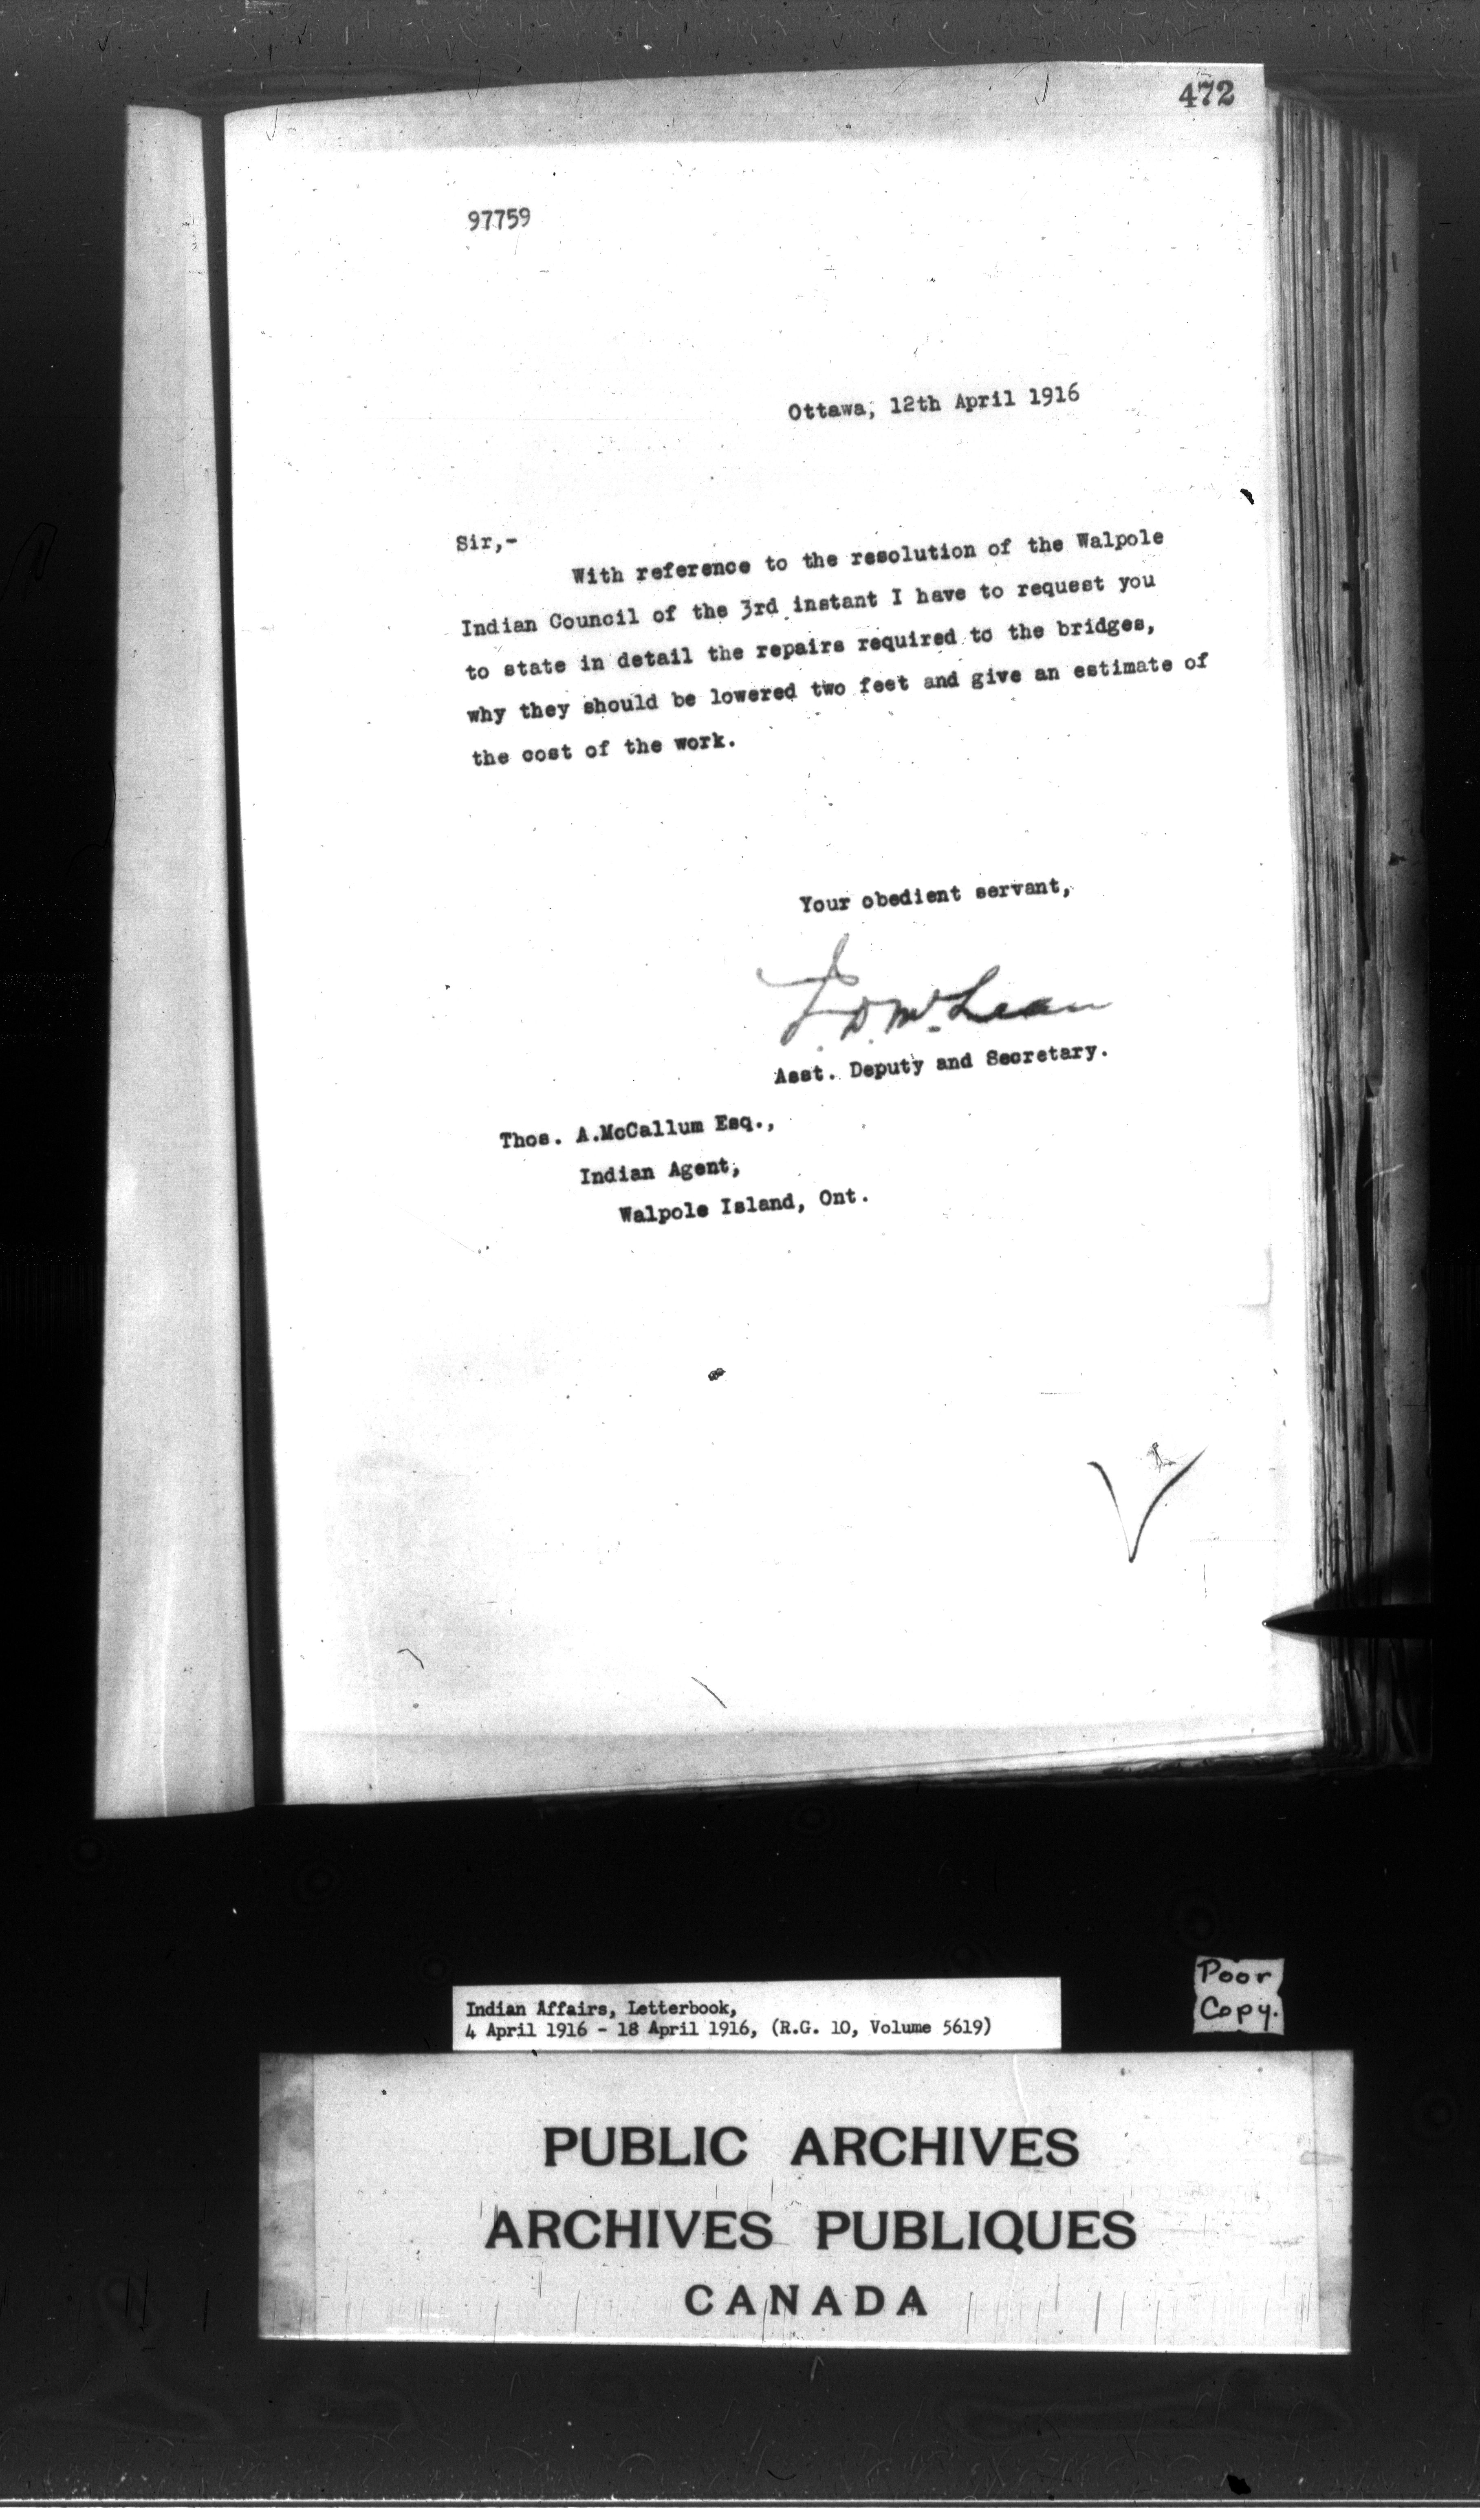 472
97759
Ottawa, 12th April 1916
Sir,-
With reference to the resolution of the Walpole
Indian Council of the 3rd instant I have to request you
to state in detail the repairs required to the bridges,
why they should be lowered two feet and give an estimate of
the cost of the work.
Your obedient servant,
J. D. McLean
Asst. Deputy and Secretary.
Thos. A.McCallum Esq.,
Indian Agent,
Walpole Island, Ont.
Poor
Copy.
Indian Affairs, Letterbook,
4 April 1916 - 18 April 1916, (R.G. 10, Volume 5619)
PUBLIC ARCHIVES
ARCHIVES PUBLIQUES
CANADA